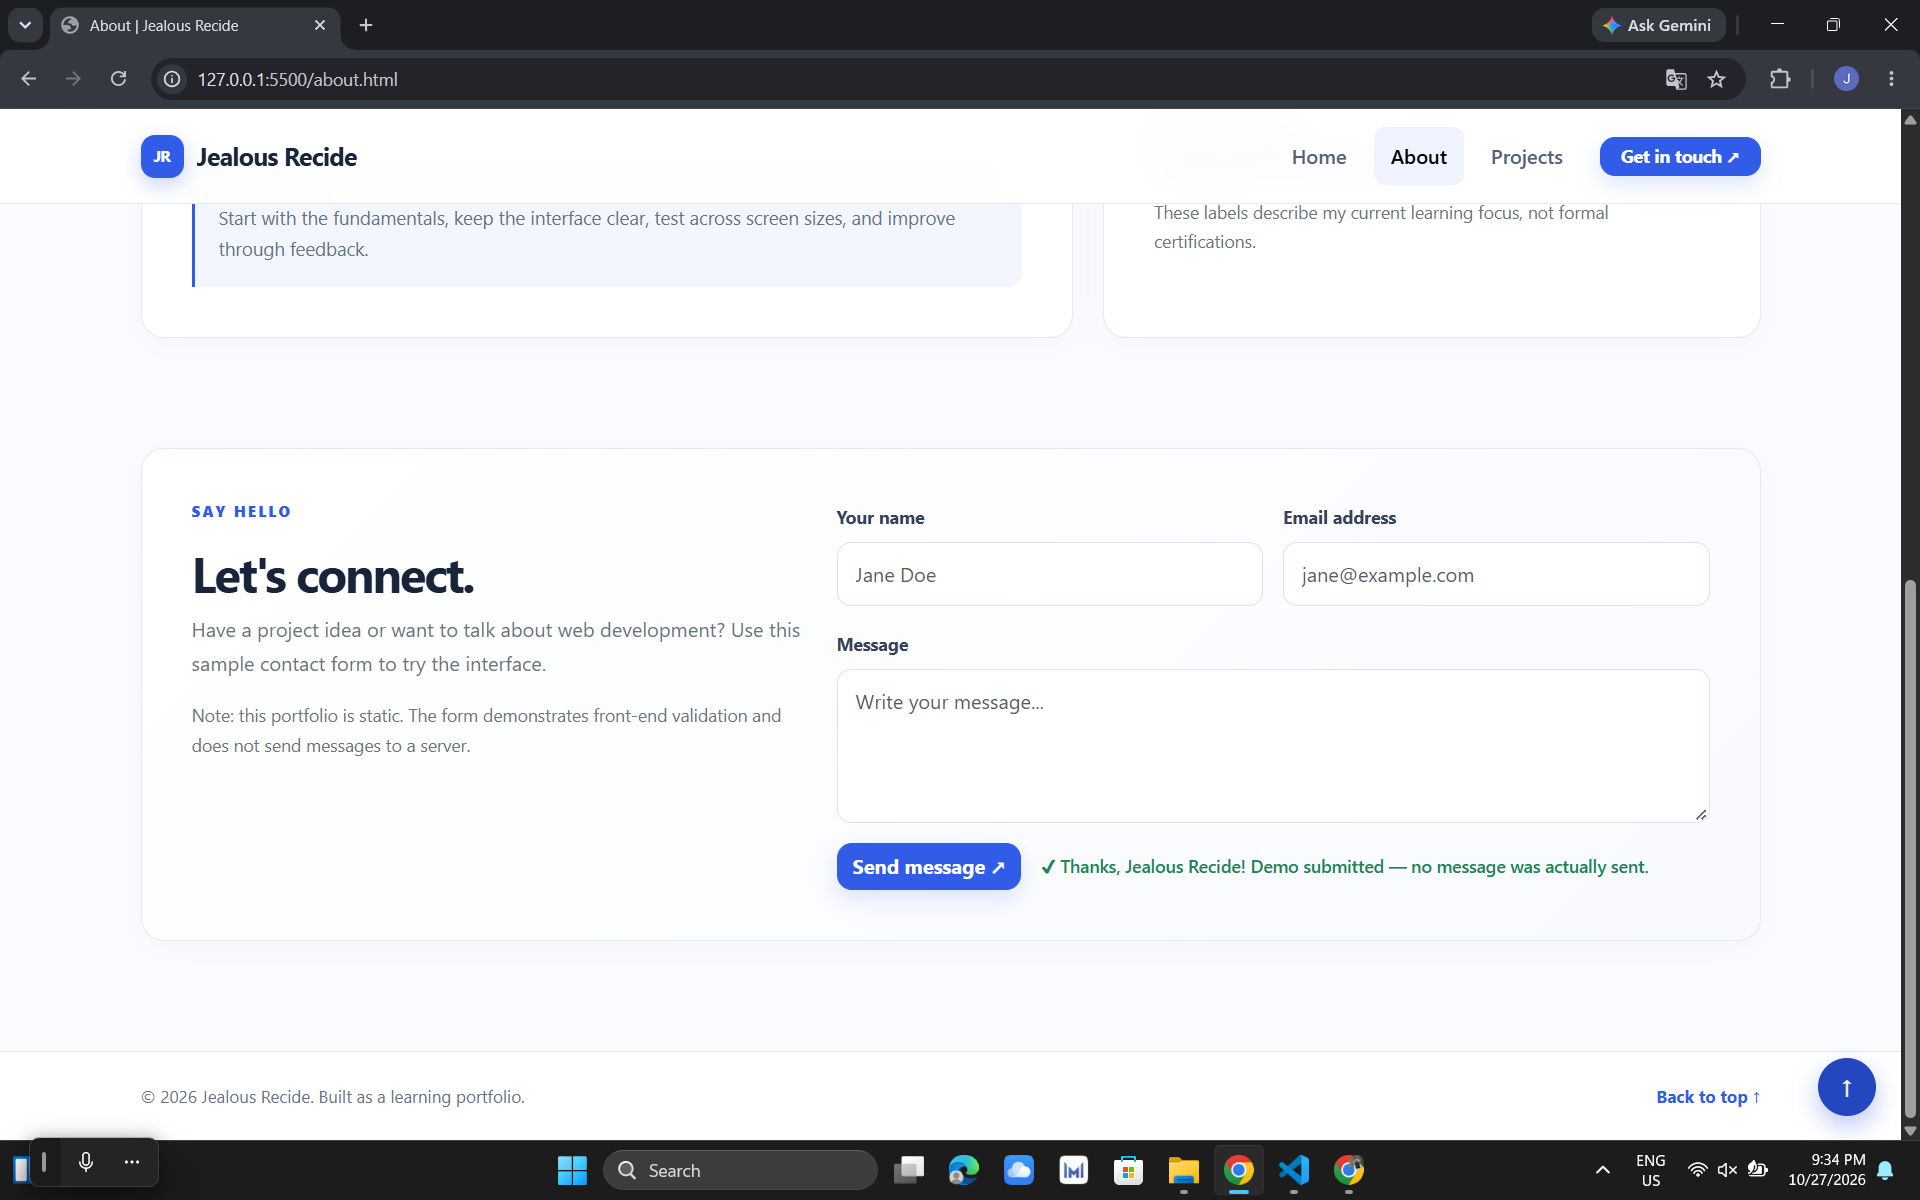 About | Jealous Recide
Ask Gemini
127.0.0.1:5500/about.html
J
JR
Jealous Recide
Home
About
Projects
Get in touch ↗
Start with the fundamentals, keep the interface clear, test across screen sizes, and improve
through feedback.
These labels describe my current learning focus, not formal
certifications.
SAY HELLO
Let's connect.
Have a project idea or want to talk about web development? Use this
sample contact form to try the interface.
Note: this portfolio is static. The form demonstrates front-end validation and
does not send messages to a server.
Your name
Jane Doe
Email address
jane@example.com
Message
Write your message...
Send message ↗
✓ Thanks, Jealous Recide! Demo submitted — no message was actually sent.
© 2026 Jealous Recide. Built as a learning portfolio.
Back to top ↑
↑
Search
ENG
US
9:34 PM
10/27/2026